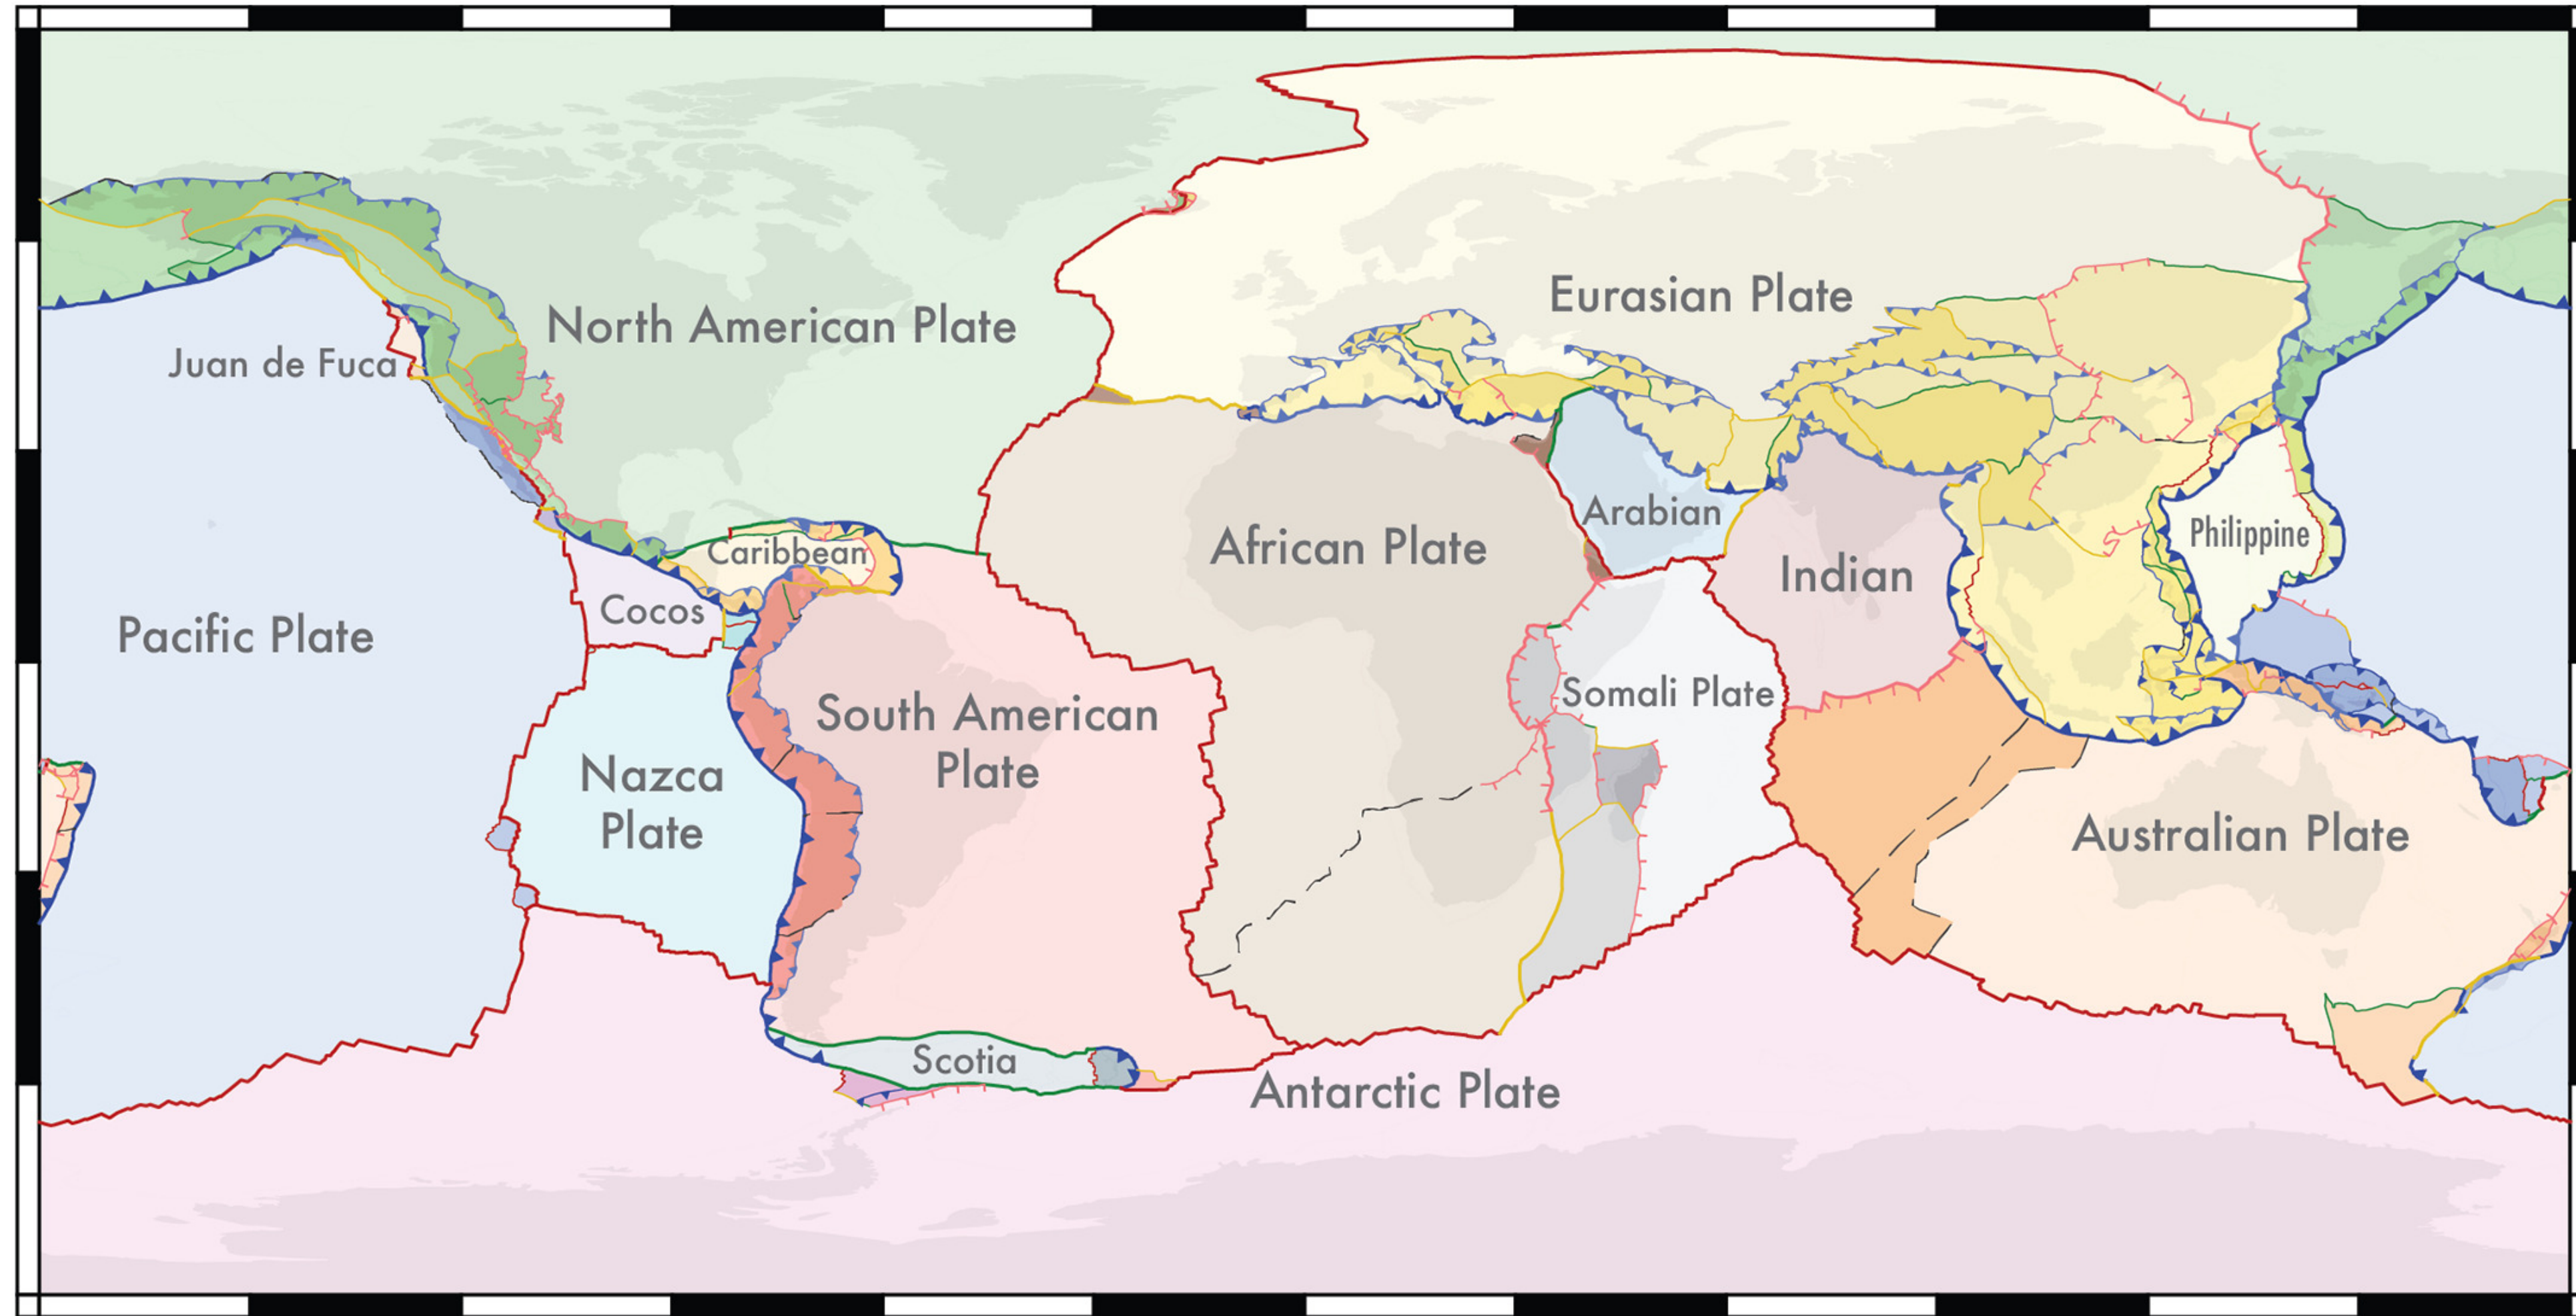 Eurasian Plate
North American Plate
Juan de Fuca
Arabian
Philippine
African Plate
Caribbean
Indian
Cocos
Pacific Plate
Somali Plate
South American
Plate
Nazca
Plate
Australian Plate
Scotia
Antarctic Plate